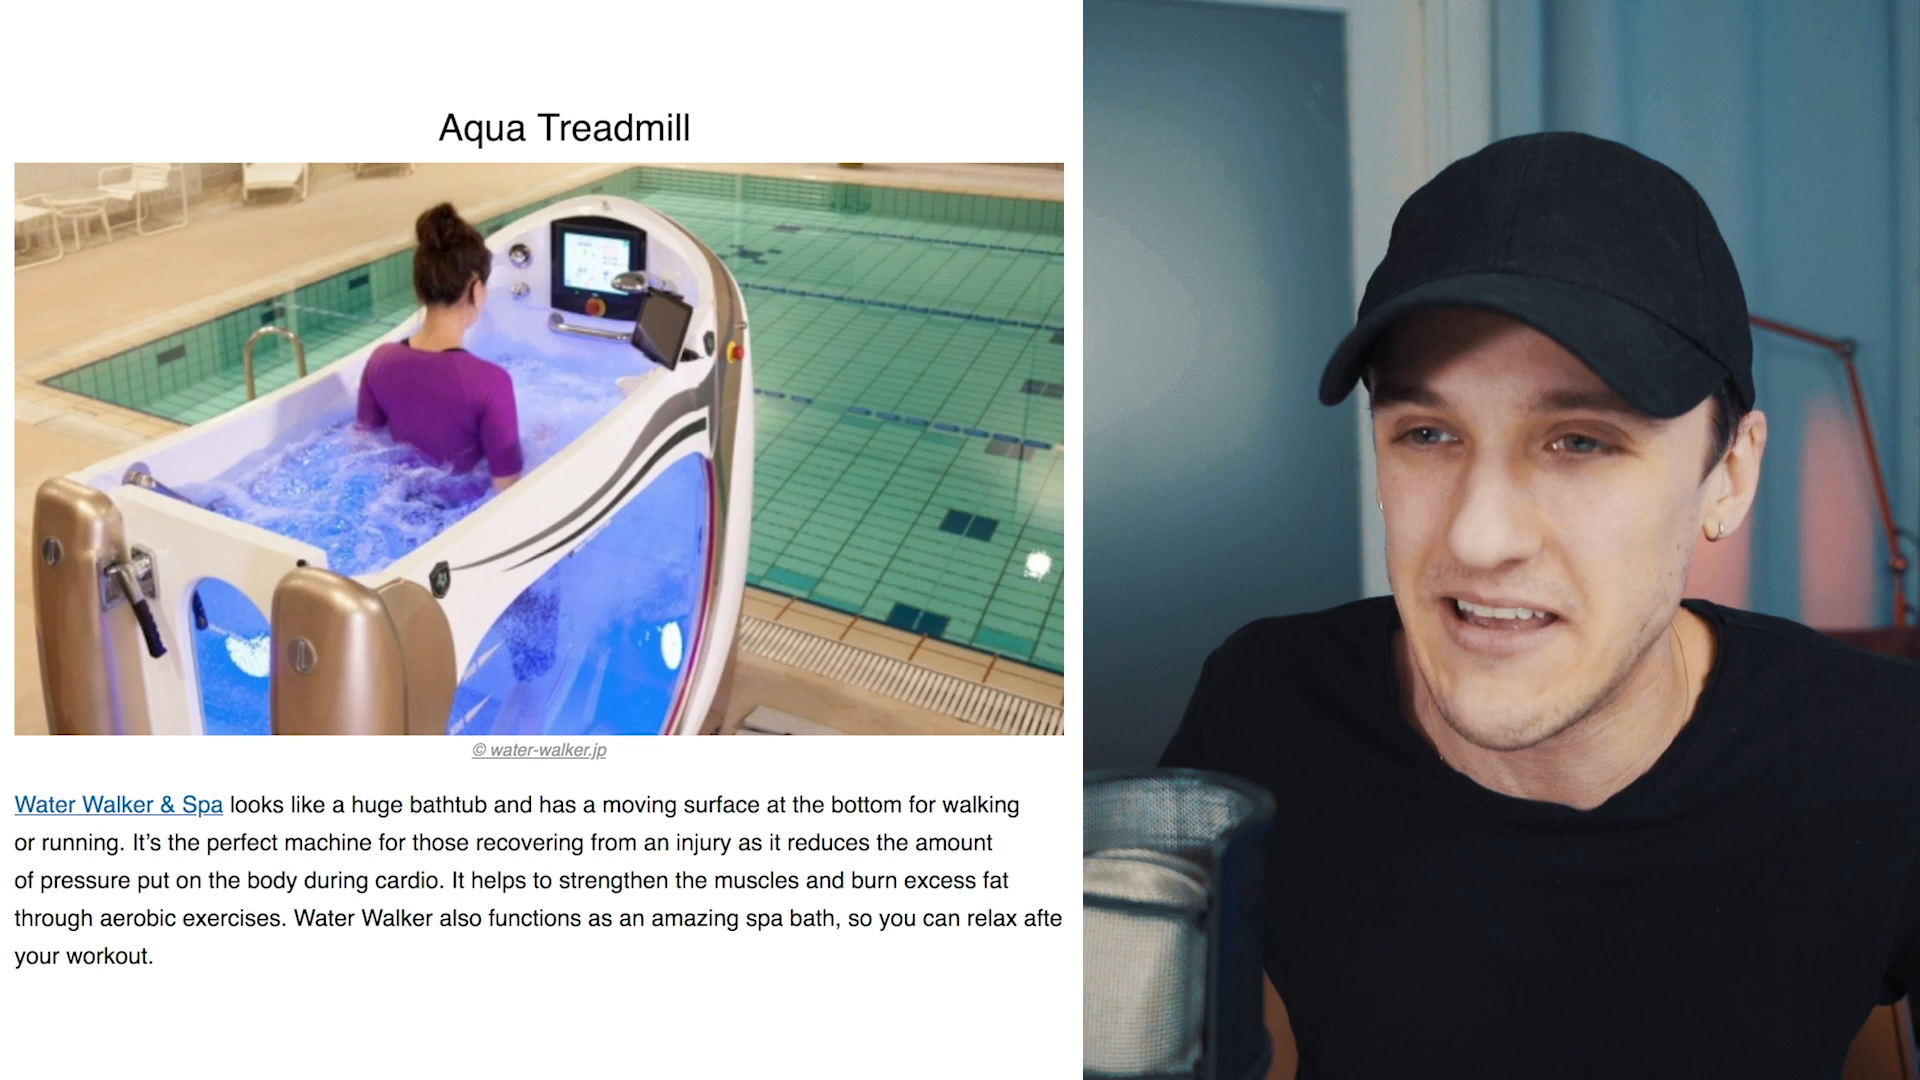 Aqua Treadmill
© water-walker.jp
Water Walker & Spa looks like a huge bathtub and has a moving surface at the bottom for walking
or running. It’s the perfect machine for those recovering from an injury as it reduces the amount
of pressure put on the body during cardio. It helps to strengthen the muscles and burn excess fat
through aerobic exercises. Water Walker also functions as an amazing spa bath, so you can relax afte
your workout.